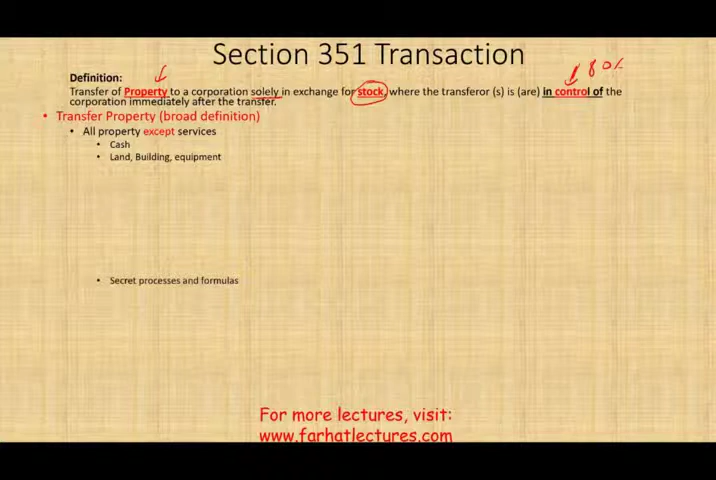 Section 351 Transaction
Definition:
80%
Transfer of Property to a corporation solely in exchange for stock, where the transferor (s) is (are) in control of of the
corporation immediately after the transfer.
• Transfer Property (broad definition)
• All property except services
• Cash
• Land, Building, equipment
• Secret processes and formulas
For more lectures, visit:
www.farhatlectures.com